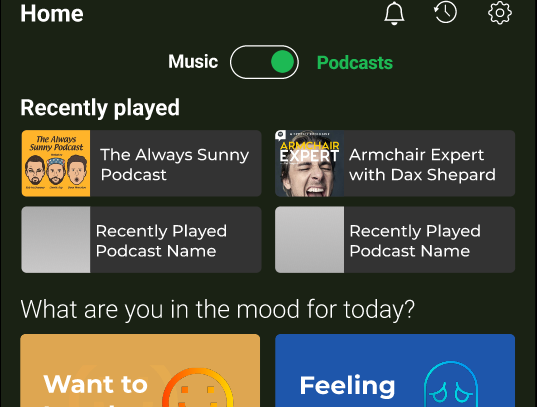 Home
Music
Podcasts
Recently played
The Always
Sunny Podcast
The Always Sunny
Podcast
ARMCHAIR
EXPERT
Armchair Expert
with Dax Shepard
Recently Played
Podcast Name
Recently Played
Podcast Name
What are you in the mood for today?
Want to
Feeling